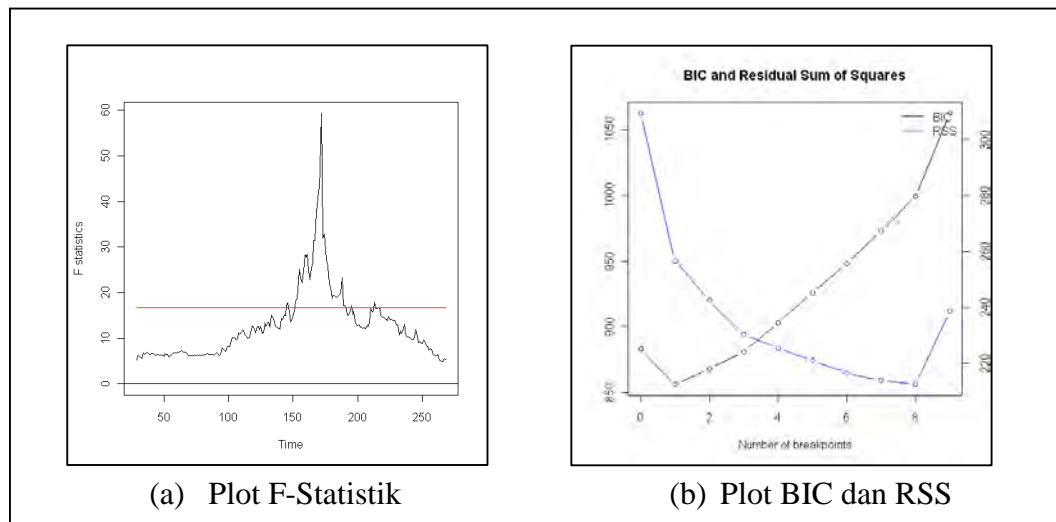 F statistics
60
50
40
30
20
10
0
50 100 150 200 250
Time
(a) Plot F-Statistik
BIC and Residual Sum of Squares
BIC
RSS
1050
1000
950
900
850
300
280
260
240
220
0 2 4 6 8
Number of breakpoints
(b) Plot BIC dan RSS